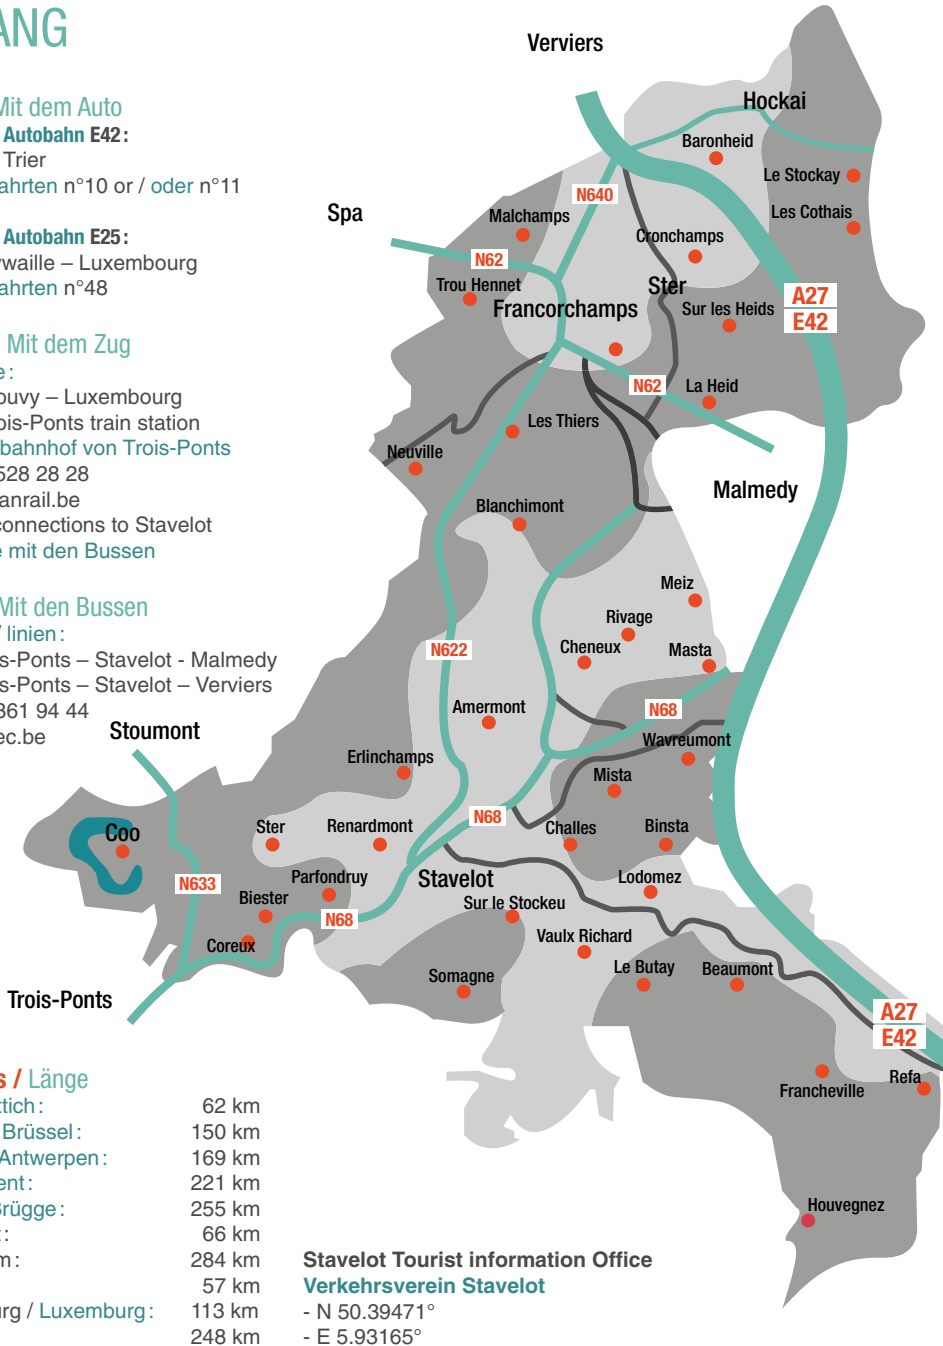 ANG
Mit dem Auto
Autobahn E42 :
Trier
ahrten n°10 or / oder n°11
Autobahn E25 :
waille – Luxembourg
ahrten n°48
/ Mit dem Zug
e :
ouvy – Luxembourg
ois-Ponts train station
bahnhof von Trois-Ponts
528 28 28
anrail.be
connections to Stavelot
e mit den Bussen
Mit den Bussen
/ linien :
is-Ponts – Stavelot - Malmedy
is-Ponts – Stavelot – Verviers
361 94 44
ec.be
Verviers
Hockai
Baronheid
Le Stockay
N640
Les Cothais
Spa
Malchamps
Cronchamps
N62
Trou Hennet
Ster
A27
E42
Francorchamps
Sur les Heids
N62
La Heid
Les Thiers
Neuville
Malmedy
Blanchimont
Meiz
Rivage
Cheneux
Masta
N622
Amermont
N68
Stoumont
Wavreumont
Erlinchamps
Mista
N68
Coo
Ster
Renardmont
Challes
Binsta
N633
Parfondruy
Stavelot
Lodomez
Biester
Sur le Stockeu
N68
Coreux
Vaulx Richard
Le Butay
Beaumont
Somagne
Trois-Ponts
A27
E42
Francheville
Refa
Houvegnez
s / Länge
tich : 62 km
Brüssel : 150 km
Antwerpen : 169 km
ent : 221 km
Brügge : 255 km
: 66 km
m : 284 km
57 km
urg / Luxemburg : 113 km
248 km
Stavelot Tourist information Office
Verkehrsverein Stavelot
- N 50.39471°
- E 5.93165°